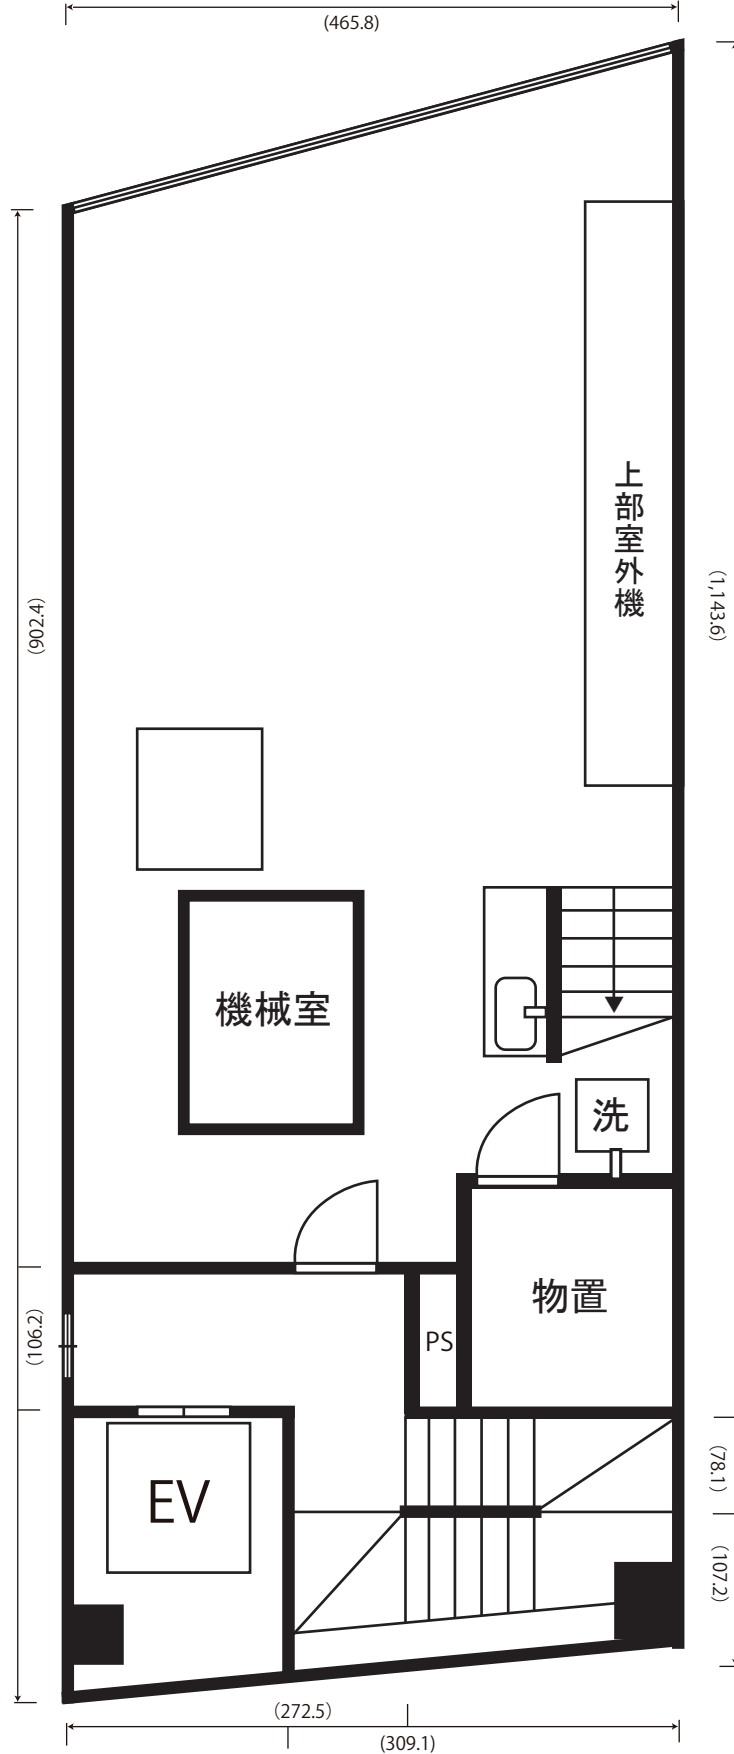 (465.8)
上部室外機
(1,143.6)
(902.4)
機械室
洗
物置
(106.2)
PS
EV
(78.1)
(107.2)
(272.5)
(309.1)